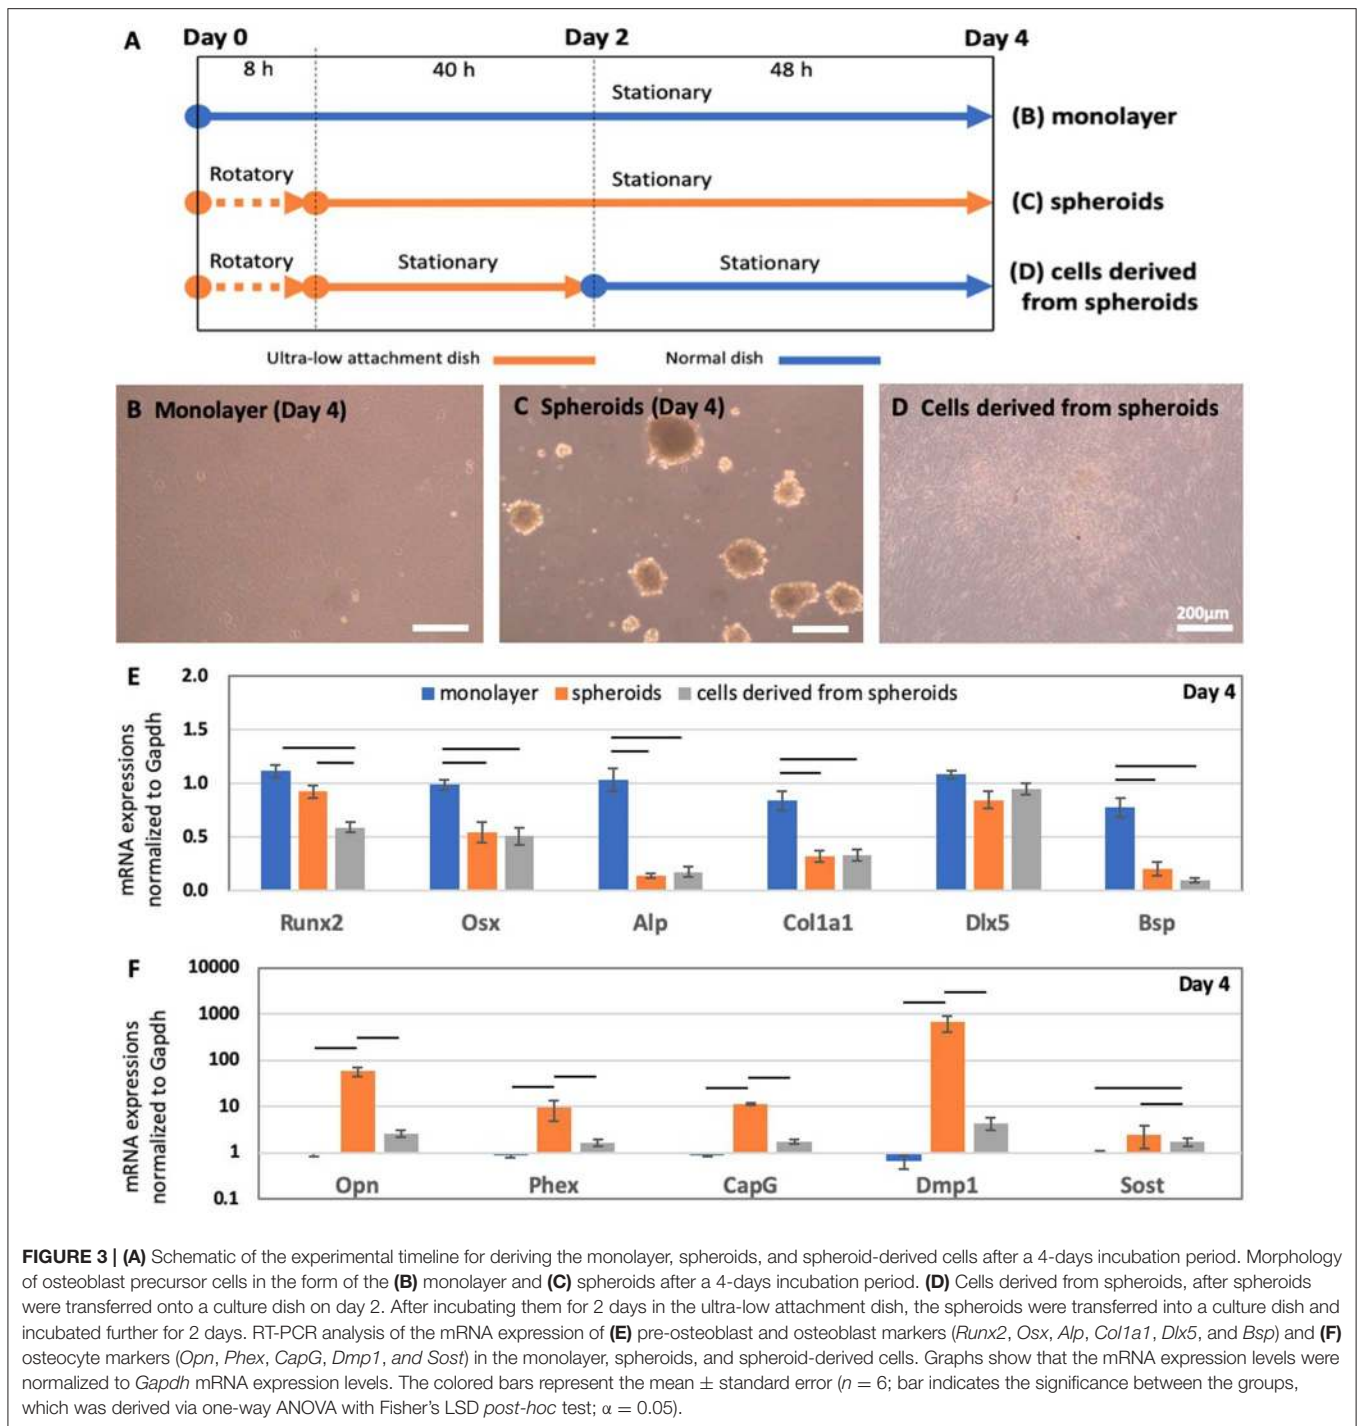 A Day 0 Day 2 Day 4
8 h 40 h 48 h
Stationary
(B) monolayer
Rotatory Stationary
(C) spheroids
Rotatory Stationary Stationary
(D) cells derived
from spheroids
Ultra-low attachment dish Normal dish
B Monolayer (Day 4)
C Spheroids (Day 4)
D Cells derived from spheroids
200µm
E
mRNA expressions
normalized to Gapdh
2.0
1.5
1.0
0.5
0.0
monolayer spheroids cells derived from spheroids
Day 4
Runx2 Osx Alp Col1a1 Dlx5 Bsp
F
mRNA expressions
normalized to Gapdh
10000
1000
100
10
1
0.1
Day 4
Opn Phex CapG Dmp1 Sost
FIGURE 3 | (A) Schematic of the experimental timeline for deriving the monolayer, spheroids, and spheroid-derived cells after a 4-days incubation period. Morphology
of osteoblast precursor cells in the form of the (B) monolayer and (C) spheroids after a 4-days incubation period. (D) Cells derived from spheroids, after spheroids
were transferred onto a culture dish on day 2. After incubating them for 2 days in the ultra-low attachment dish, the spheroids were transferred into a culture dish and
incubated further for 2 days. RT-PCR analysis of the mRNA expression of (E) pre-osteoblast and osteoblast markers (Runx2, Osx, Alp, Col1a1, Dlx5, and Bsp) and (F)
osteocyte markers (Opn, Phex, CapG, Dmp1, and Sost) in the monolayer, spheroids, and spheroid-derived cells. Graphs show that the mRNA expression levels were
normalized to Gapdh mRNA expression levels. The colored bars represent the mean ± standard error (n = 6; bar indicates the significance between the groups,
which was derived via one-way ANOVA with Fisher's LSD post-hoc test; α = 0.05).